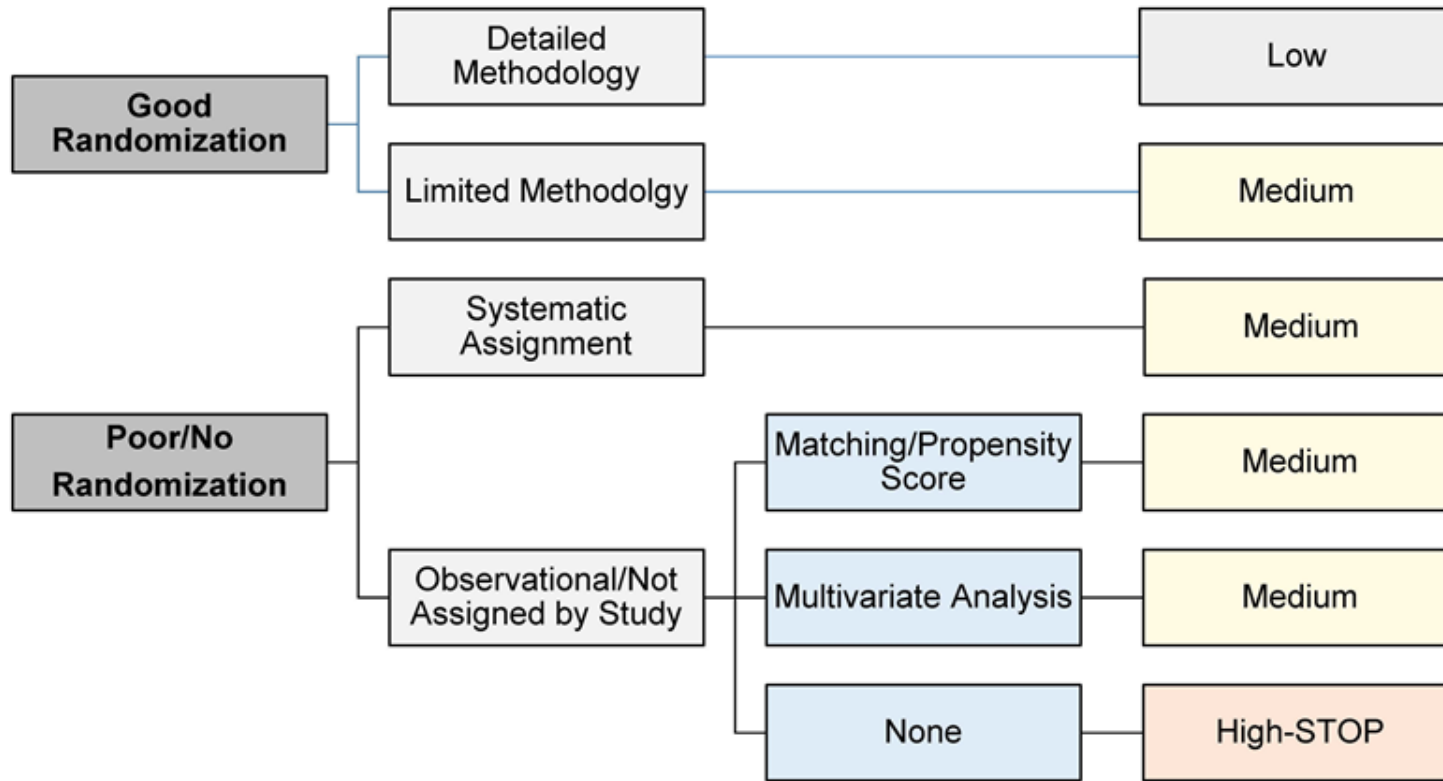 Good
Randomization
Detailed
Methodology
Low
Limited Methodolgy
Medium
Poor/No
Randomization
Systematic
Assignment
Medium
Observational/Not
Assigned by Study
Matching/Propensity
Score
Medium
Multivariate Analysis
Medium
None
High-STOP